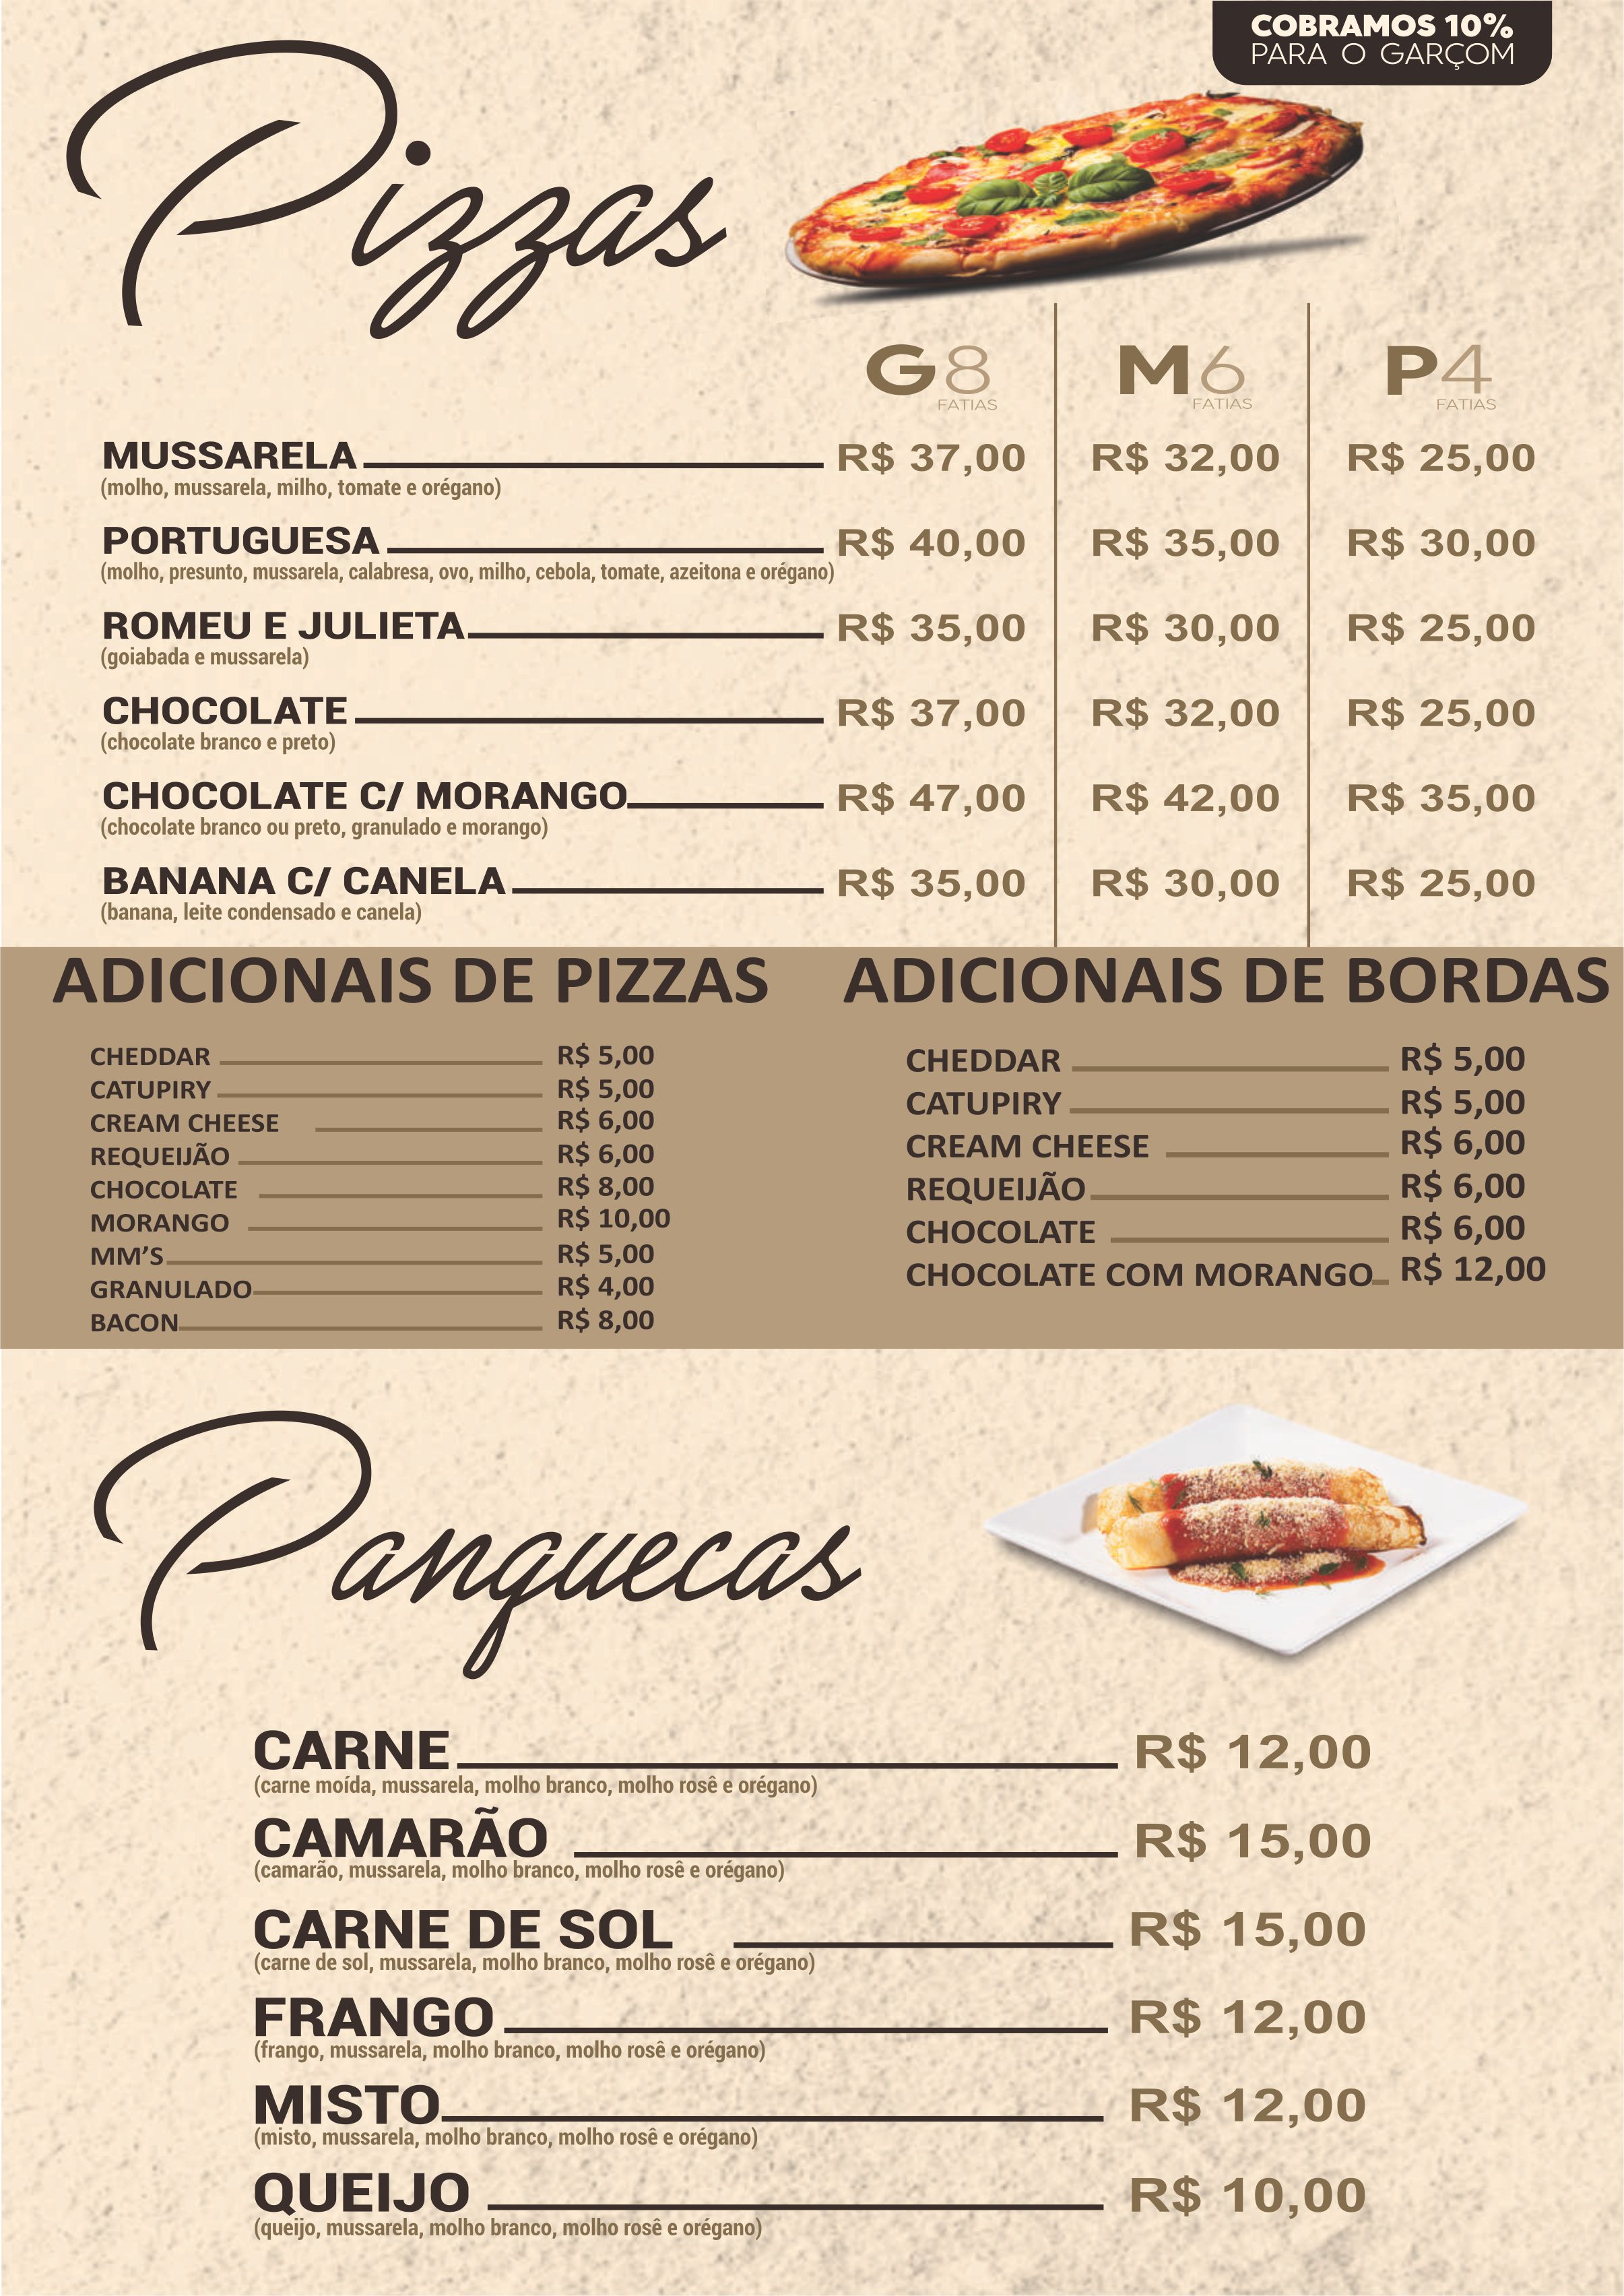 COBRAMOS 10%
PARA O GARÇOM
Pizzas
G8 FATIAS M6 FATIAS P4 FATIAS
MUSSARELA R$ 37,00 R$ 32,00 R$ 25,00
(molho, mussarela, milho, tomate e orégano)
PORTUGUESA R$ 40,00 R$ 35,00 R$ 30,00
(molho, presunto, mussarela, calabresa, ovo, milho, cebola, tomate, azeitona e orégano)
ROMEU E JULIETA R$ 35,00 R$ 30,00 R$ 25,00
(goiabada e mussarela)
CHOCOLATE R$ 37,00 R$ 32,00 R$ 25,00
(chocolate branco e preto)
CHOCOLATE C/ MORANGO R$ 47,00 R$ 42,00 R$ 35,00
(chocolate branco ou preto, granulado e morango)
BANANA C/ CANELA R$ 35,00 R$ 30,00 R$ 25,00
(banana, leite condensado e canela)
ADICIONAIS DE PIZZAS
CHEDDAR R$ 5,00
CATUPIRY R$ 5,00
CREAM CHEESE R$ 6,00
REQUEIJÃO R$ 6,00
CHOCOLATE R$ 8,00
MORANGO R$ 10,00
MM’S R$ 5,00
GRANULADO R$ 4,00
BACON R$ 8,00
ADICIONAIS DE BORDAS
CHEDDAR R$ 5,00
CATUPIRY R$ 5,00
CREAM CHEESE R$ 6,00
REQUEIJÃO R$ 6,00
CHOCOLATE R$ 6,00
CHOCOLATE COM MORANGO R$ 12,00
Panquecas
CARNE R$ 12,00
(carne moída, mussarela, molho branco, molho rosê e orégano)
CAMARÃO R$ 15,00
(camarão, mussarela, molho branco, molho rosê e orégano)
CARNE DE SOL R$ 15,00
(carne de sol, mussarela, molho branco, molho rosê e orégano)
FRANGO R$ 12,00
(frango, mussarela, molho branco, molho rosê e orégano)
MISTO R$ 12,00
(misto, mussarela, molho branco, molho rosê e orégano)
QUEIJO R$ 10,00
(queijo, mussarela, molho branco, molho rosê e orégano)